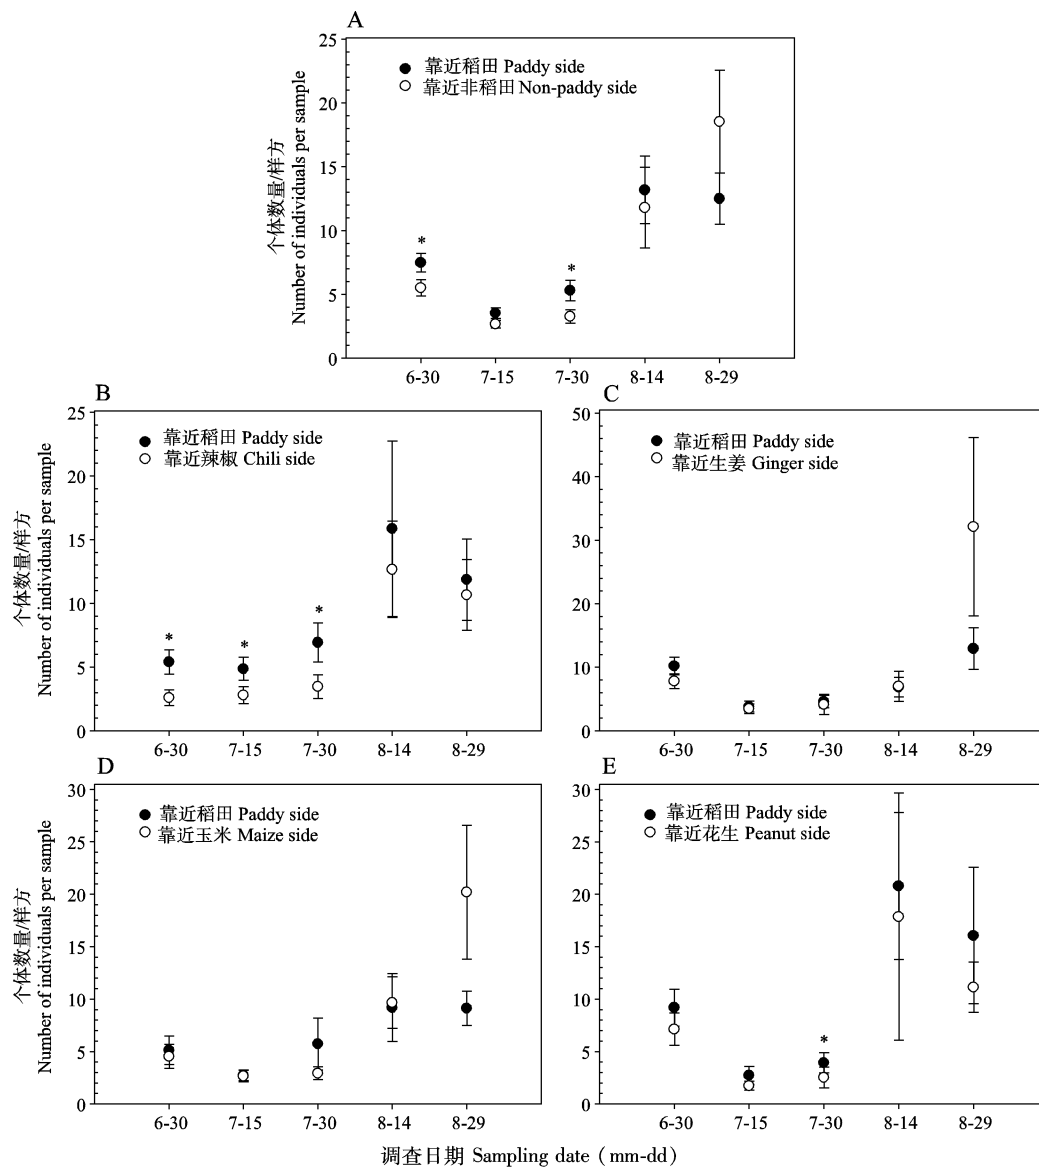 A
25
20
15
10
5
0
个体数量/样方
Number of individuals per sample
靠近稻田 Paddy side
靠近非稻田 Non-paddy side
*
*
6-30 7-15 7-30 8-14 8-29
B
25
20
15
10
5
0
个体数量/样方
Number of individuals per sample
靠近稻田 Paddy side
靠近辣椒 Chili side
* * *
6-30 7-15 7-30 8-14 8-29
C
50
40
30
20
10
0
靠近稻田 Paddy side
靠近生姜 Ginger side
6-30 7-15 7-30 8-14 8-29
D
30
25
20
15
10
5
0
个体数量/样方
Number of individuals per sample
靠近稻田 Paddy side
靠近玉米 Maize side
6-30 7-15 7-30 8-14 8-29
E
30
25
20
15
10
5
0
靠近稻田 Paddy side
靠近花生 Peanut side
*
6-30 7-15 7-30 8-14 8-29
调查日期 Sampling date ( mm-dd )